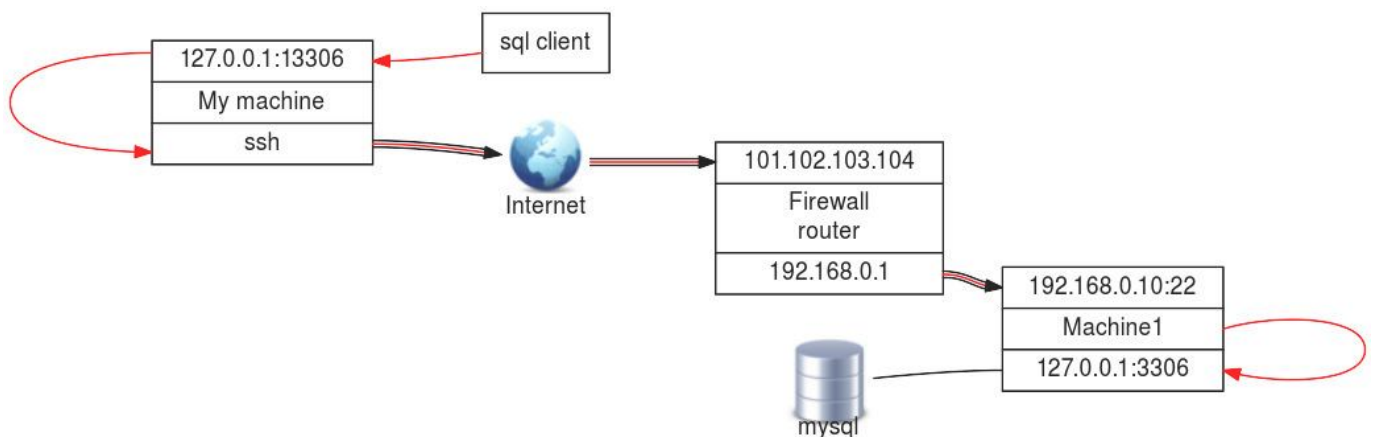 sql client
127.0.0.1:13306
My machine
ssh
Internet
101.102.103.104
Firewall
router
192.168.0.1
192.168.0.10:22
Machine1
127.0.0.1:3306
mysql